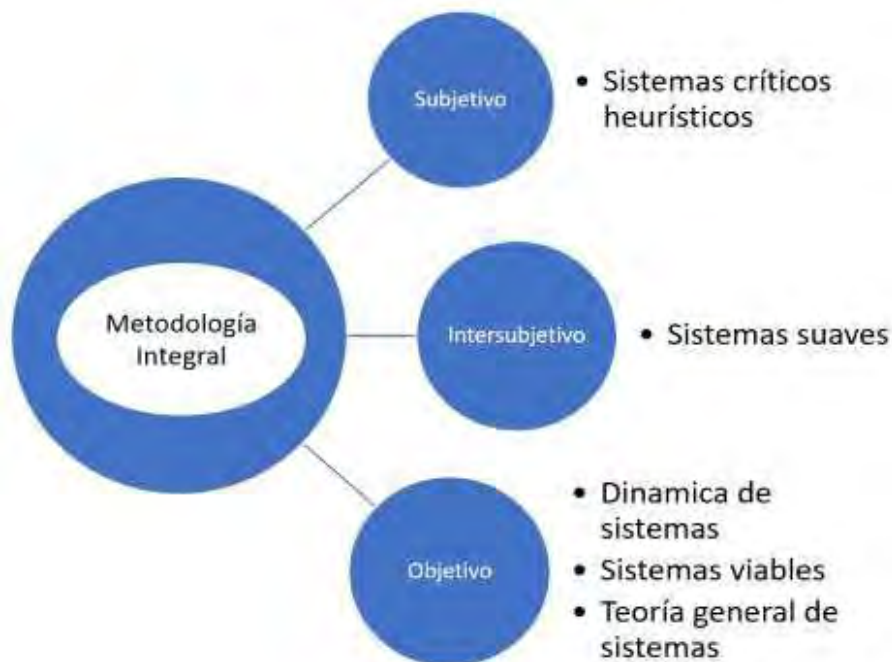 Subjetivo
• Sistemas críticos
heurísticos
Metodología
Integral
Intersubjetivo
• Sistemas suaves
Objetivo
• Dinamica de
sistemas
• Sistemas viables
• Teoría general de
sistemas